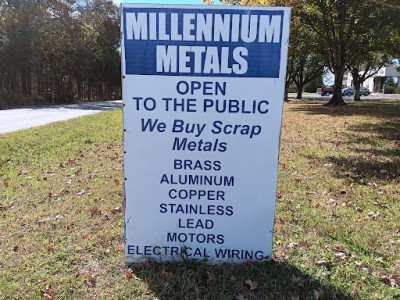 MILLENNIUM
METALS
OPEN
TO THE PUBLIC
We Buy Scrap
Metals
BRASS
ALUMINUM
COPPER
STAINLESS
LEAD
MOTORS
ELECTRICAL WIRING